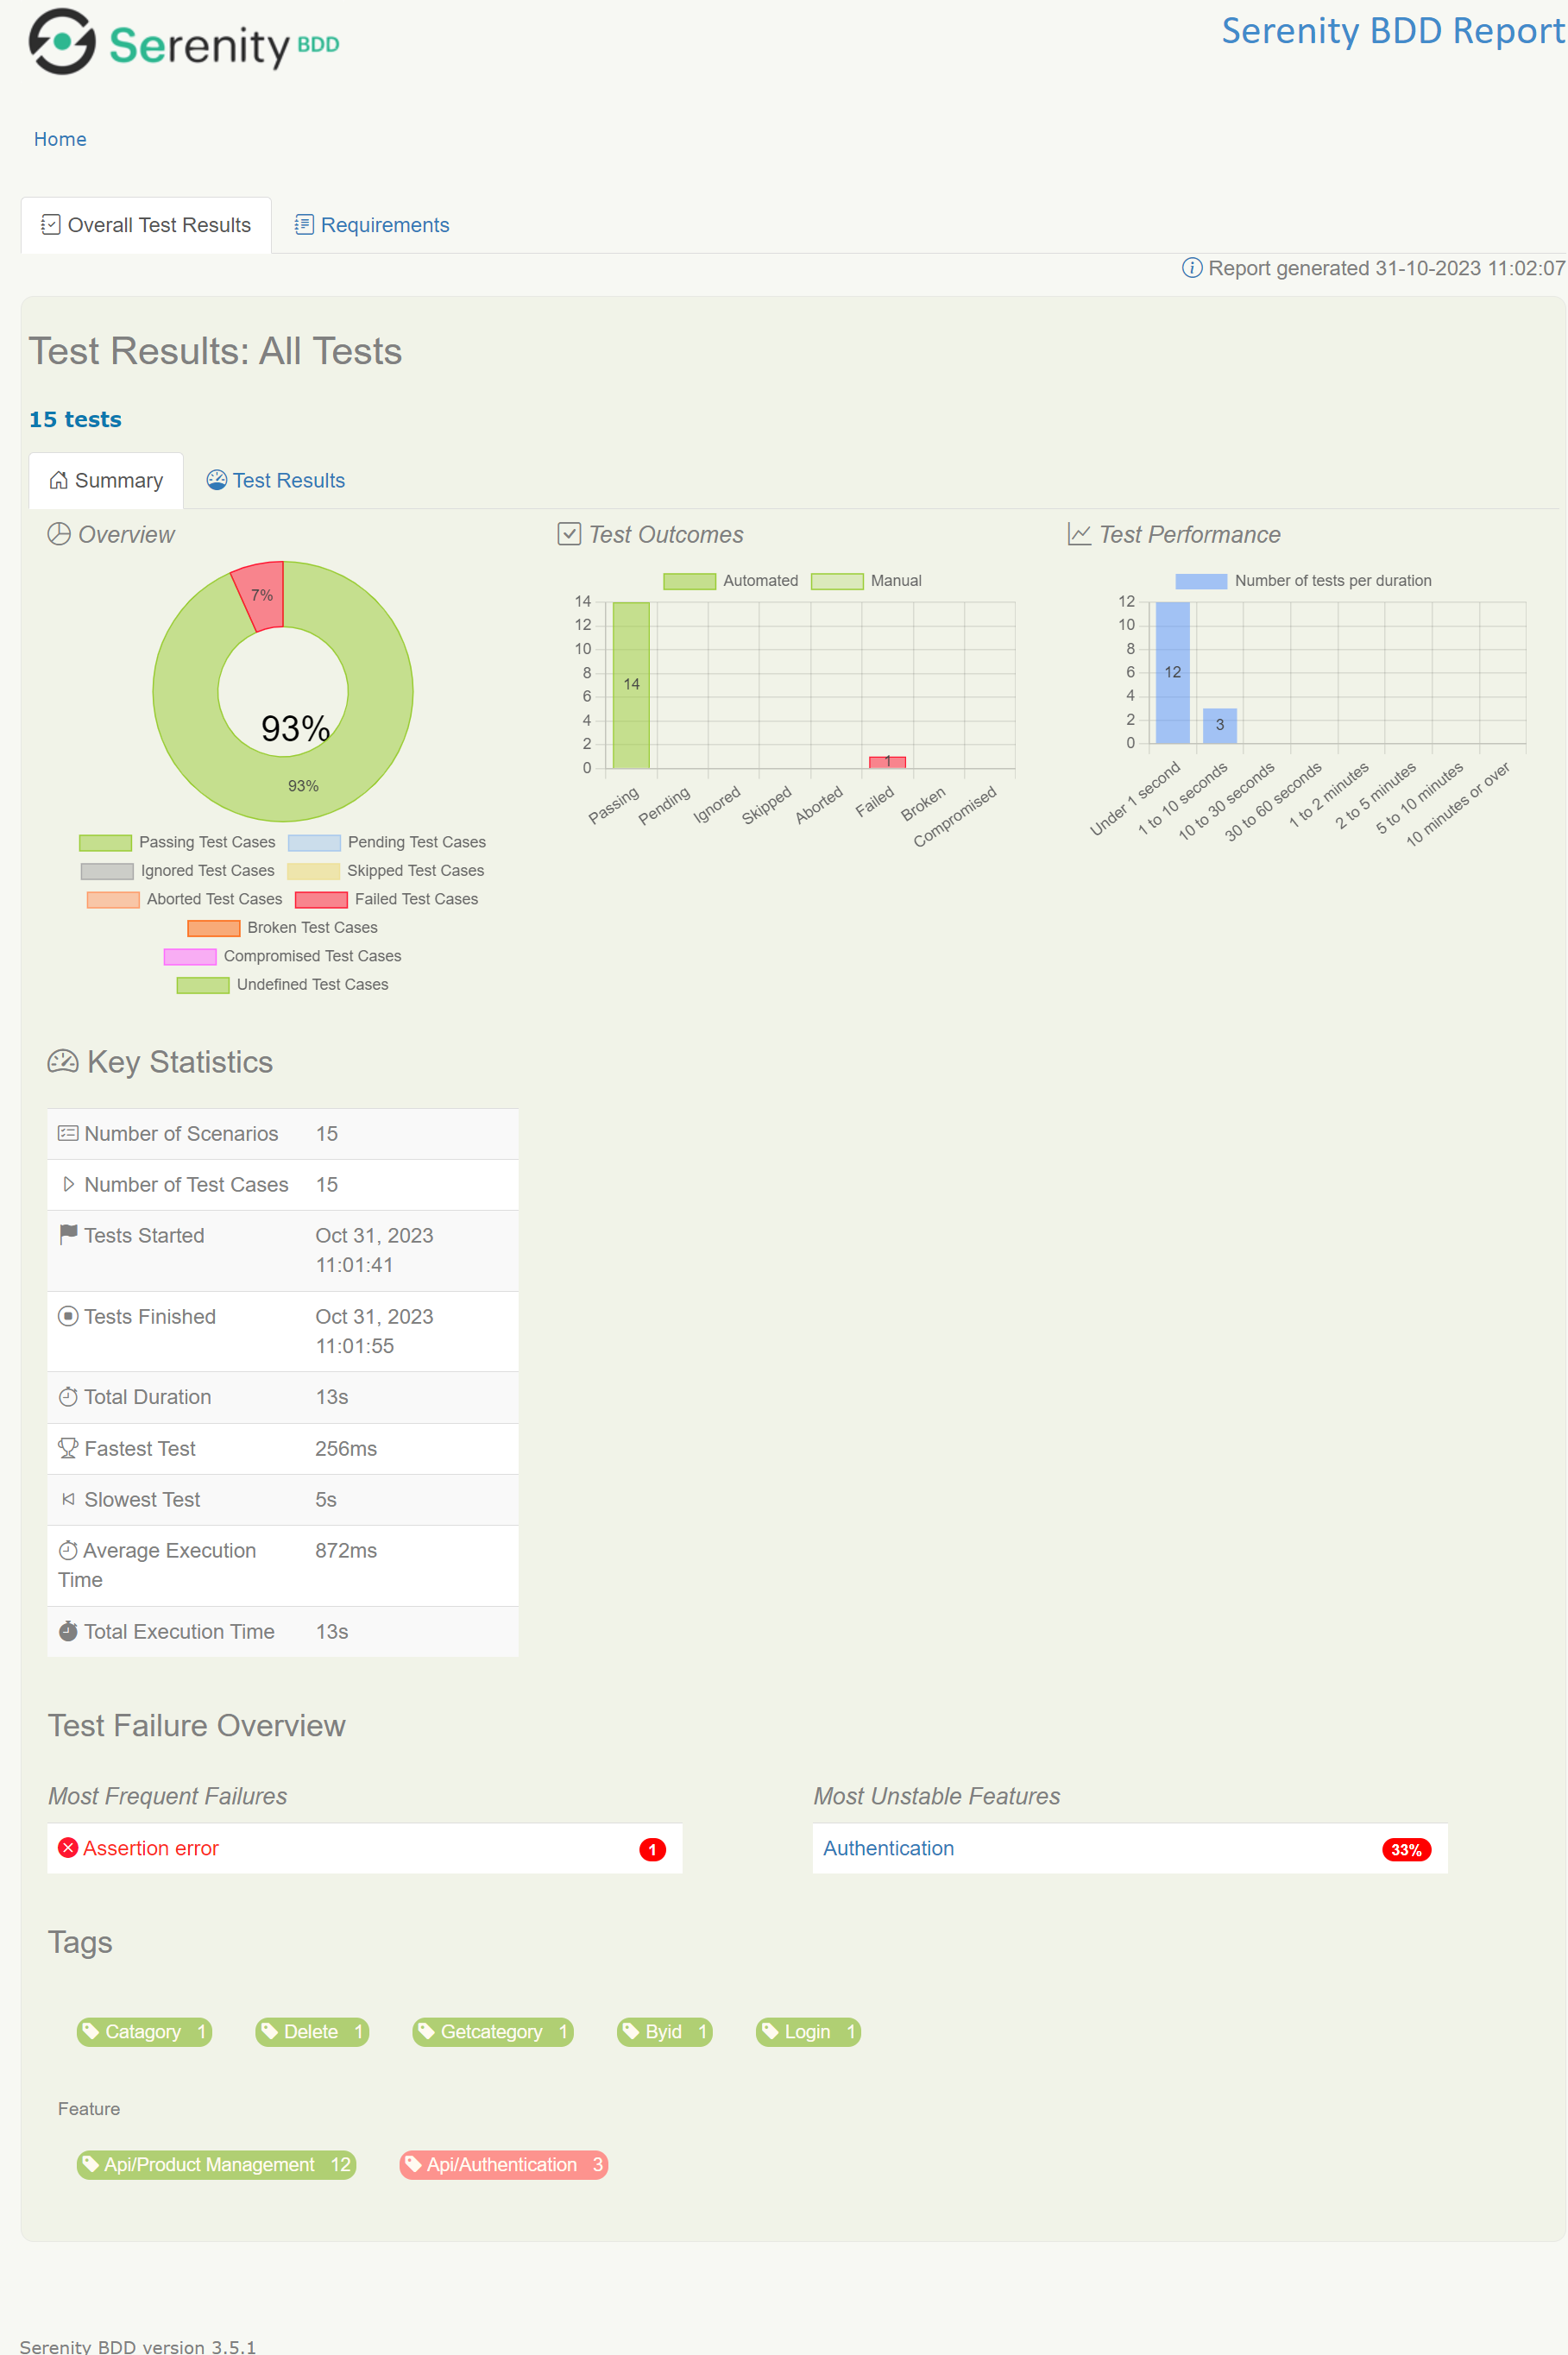 Serenity BDD
Serenity BDD Report
Home
Overall Test Results
Requirements
Report generated 31-10-2023 11:02:07
Test Results: All Tests
15 tests
Summary
Test Results
Overview
7%
93%
93%
Passing Test Cases
Pending Test Cases
Ignored Test Cases
Skipped Test Cases
Aborted Test Cases
Failed Test Cases
Broken Test Cases
Compromised Test Cases
Undefined Test Cases
Test Outcomes
Automated
Manual
14
12
10
8
6
4
2
0
14
1
Passing
Pending
Ignored
Skipped
Aborted
Failed
Broken
Compromised
Test Performance
Number of tests per duration
12
10
8
6
4
2
0
12
3
Under 1 second
1 to 10 seconds
10 to 30 seconds
30 to 60 seconds
1 to 2 minutes
2 to 5 minutes
5 to 10 minutes
10 minutes or over
Key Statistics
Number of Scenarios 15
Number of Test Cases 15
Tests Started Oct 31, 2023
11:01:41
Tests Finished Oct 31, 2023
11:01:55
Total Duration 13s
Fastest Test 256ms
Slowest Test 5s
Average Execution 872ms
Time
Total Execution Time 13s
Test Failure Overview
Most Frequent Failures
Assertion error 1
Most Unstable Features
Authentication 33%
Tags
Catagory 1
Delete 1
Getcategory 1
Byid 1
Login 1
Feature
Api/Product Management 12
Api/Authentication 3
Serenity BDD version 3.5.1